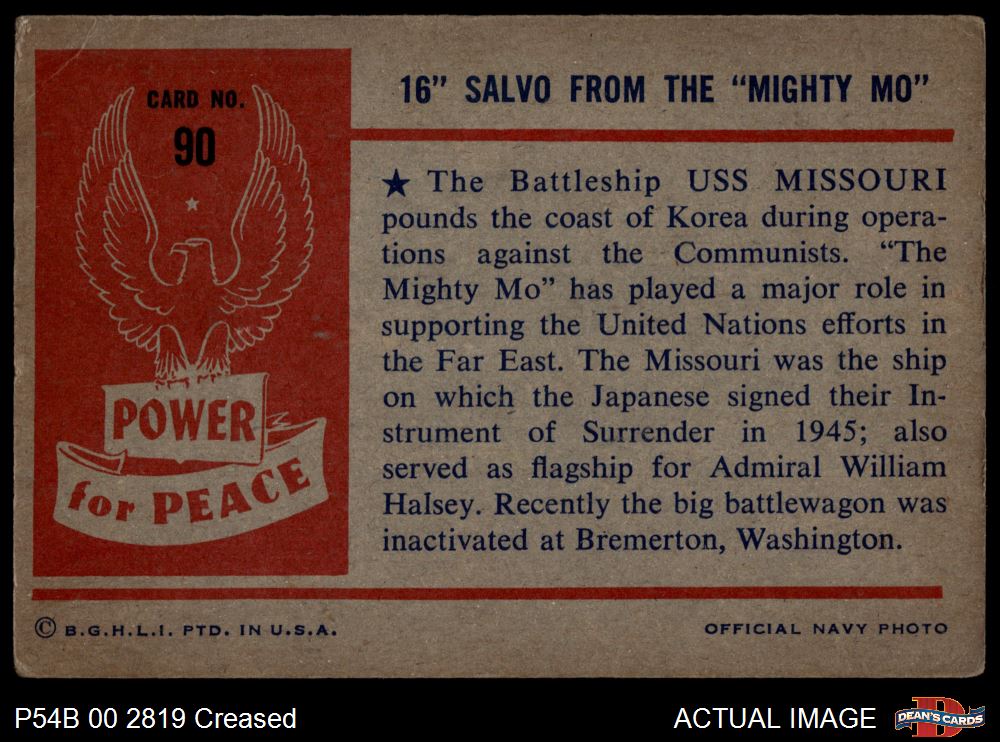 CARD NO.
90
POWER
for PEACE
16” SALVO FROM THE “MIGHTY MO”
★ The Battleship USS MISSOURI
pounds the coast of Korea during opera-
tions against the Communists. “The
Mighty Mo” has played a major role in
supporting the United Nations efforts in
the Far East. The Missouri was the ship
on which the Japanese signed their In-
strument of Surrender in 1945; also
served as flagship for Admiral William
Halsey. Recently the big battlewagon was
inactivated at Bremerton, Washington.
© B.G.H.L.I. PTD. IN U.S.A.
OFFICIAL NAVY PHOTO
P54B 00 2819 Creased
ACTUAL IMAGE
D
DEAN'S CARDS